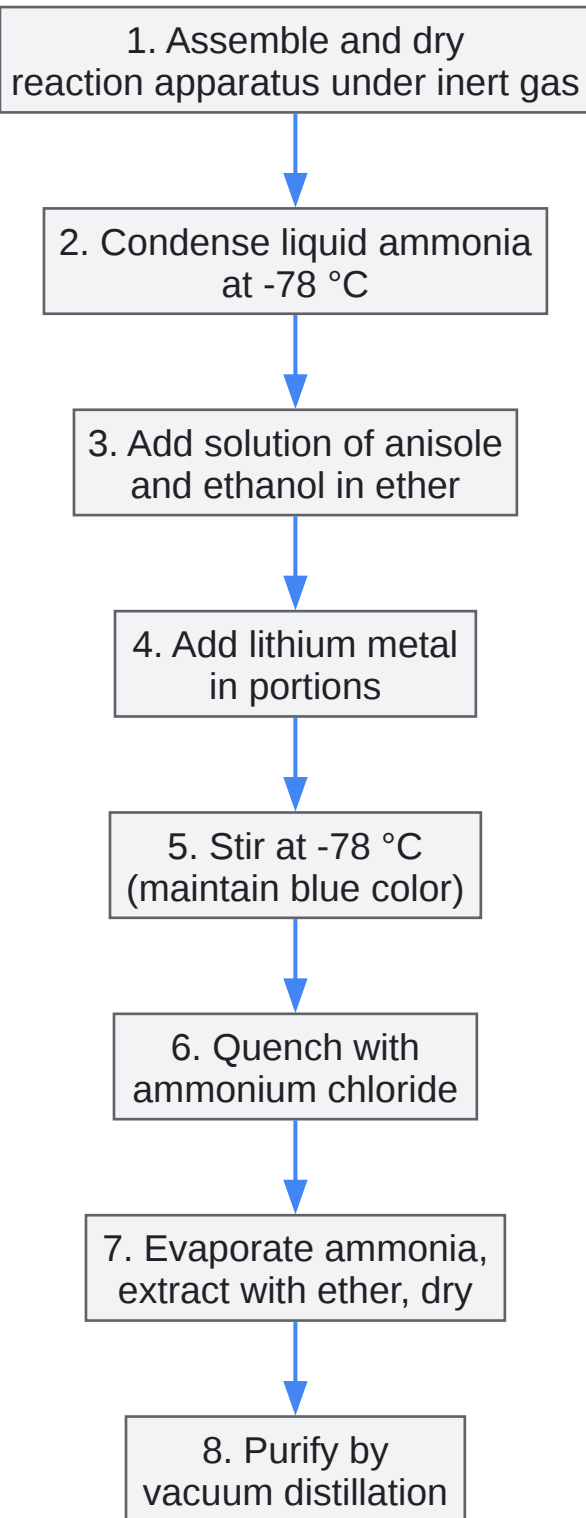 1. Assemble and dry
reaction apparatus under inert gas
2. Condense liquid ammonia
at -78 °C
3. Add solution of anisole
and ethanol in ether
4. Add lithium metal
in portions
5. Stir at -78 °C
(maintain blue color)
6. Quench with
ammonium chloride
7. Evaporate ammonia,
extract with ether, dry
8. Purify by
vacuum distillation